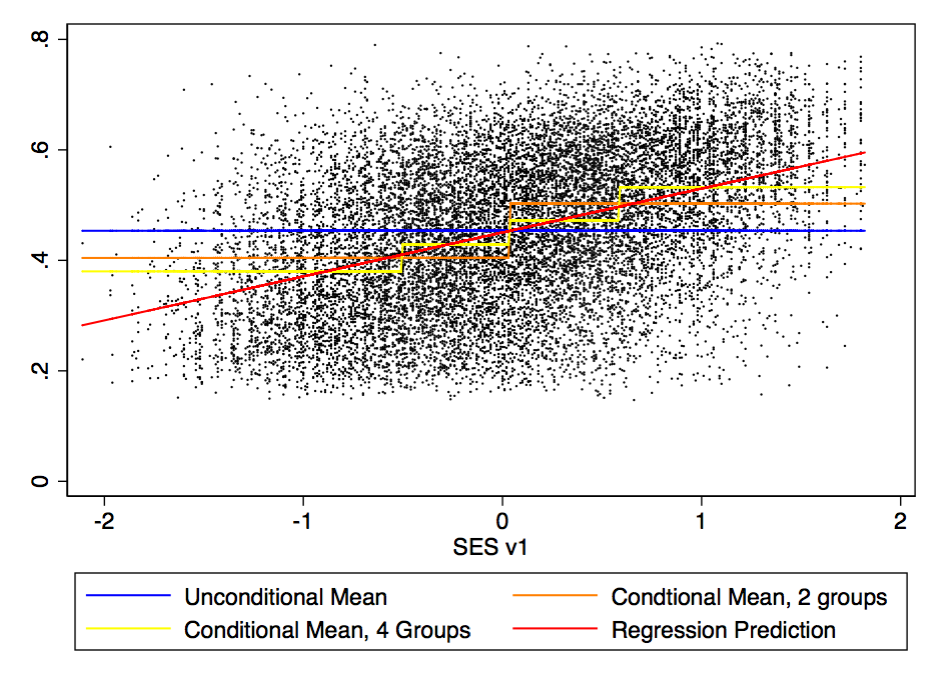 .8
.6
.4
.2
0
-2 -1 0 1 2
SES v1
Unconditional Mean Condtional Mean, 2 groups
Conditional Mean, 4 Groups Regression Prediction